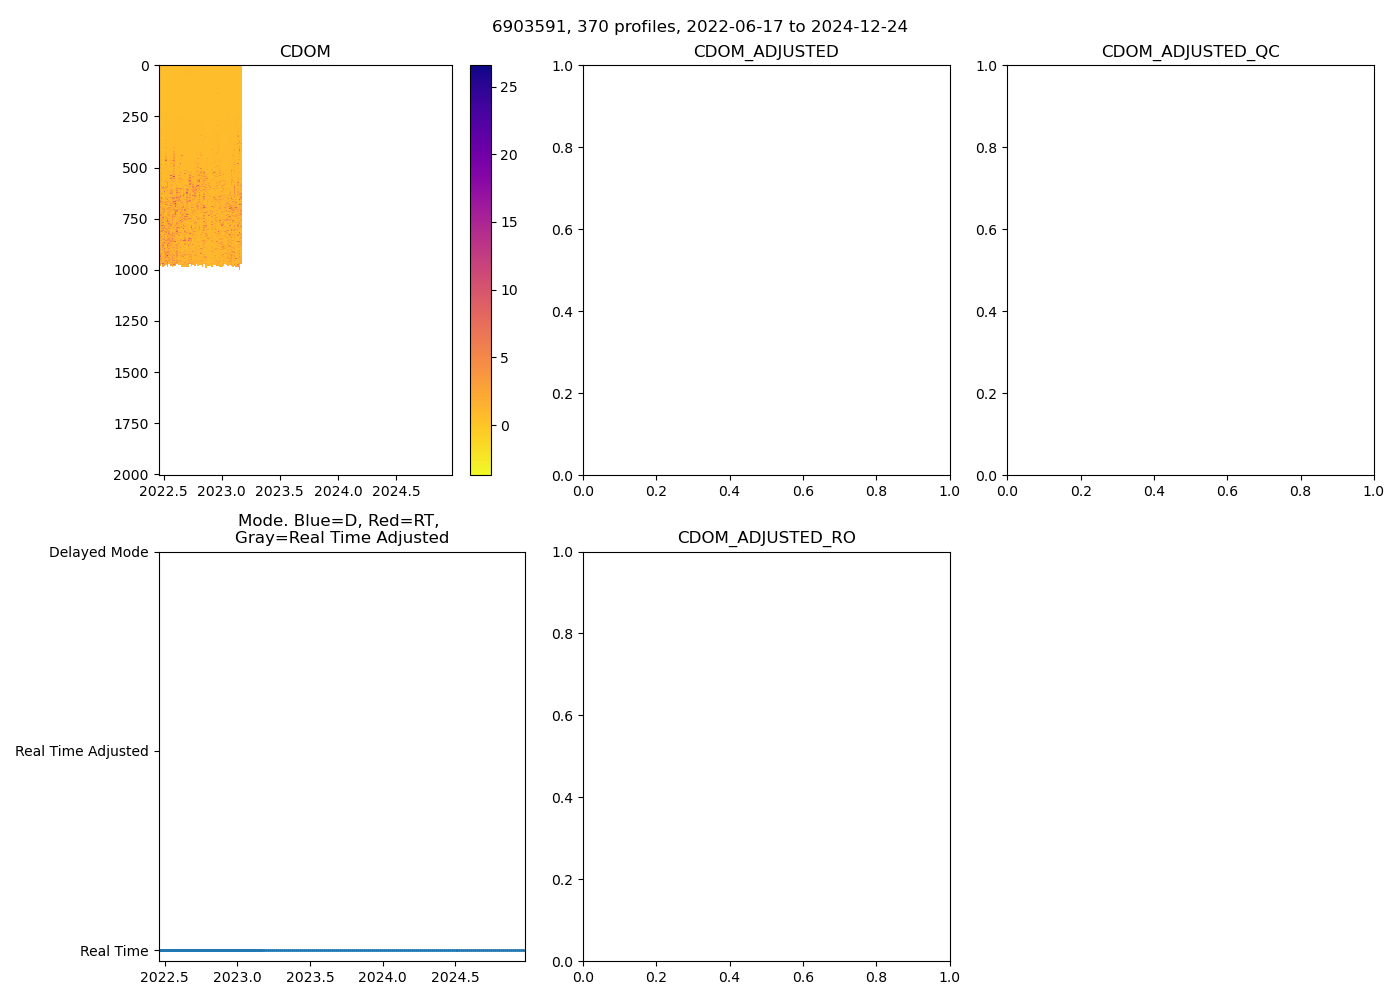 6903591, 370 profiles, 2022-06-17 to 2024-12-24
CDOM
0
250
500
750
1000
1250
1500
1750
2000
2022.5 2023.0 2023.5 2024.0 2024.5
25
20
15
10
5
0
CDOM_ADJUSTED
1.0
0.8
0.6
0.4
0.2
0.0
0.0 0.2 0.4 0.6 0.8 1.0
CDOM_ADJUSTED_QC
1.0
0.8
0.6
0.4
0.2
0.0
0.0 0.2 0.4 0.6 0.8 1.0
Mode. Blue=D, Red=RT,
Gray=Real Time Adjusted
Delayed Mode
Real Time Adjusted
Real Time
2022.5 2023.0 2023.5 2024.0 2024.5
CDOM_ADJUSTED_RO
1.0
0.8
0.6
0.4
0.2
0.0
0.0 0.2 0.4 0.6 0.8 1.0